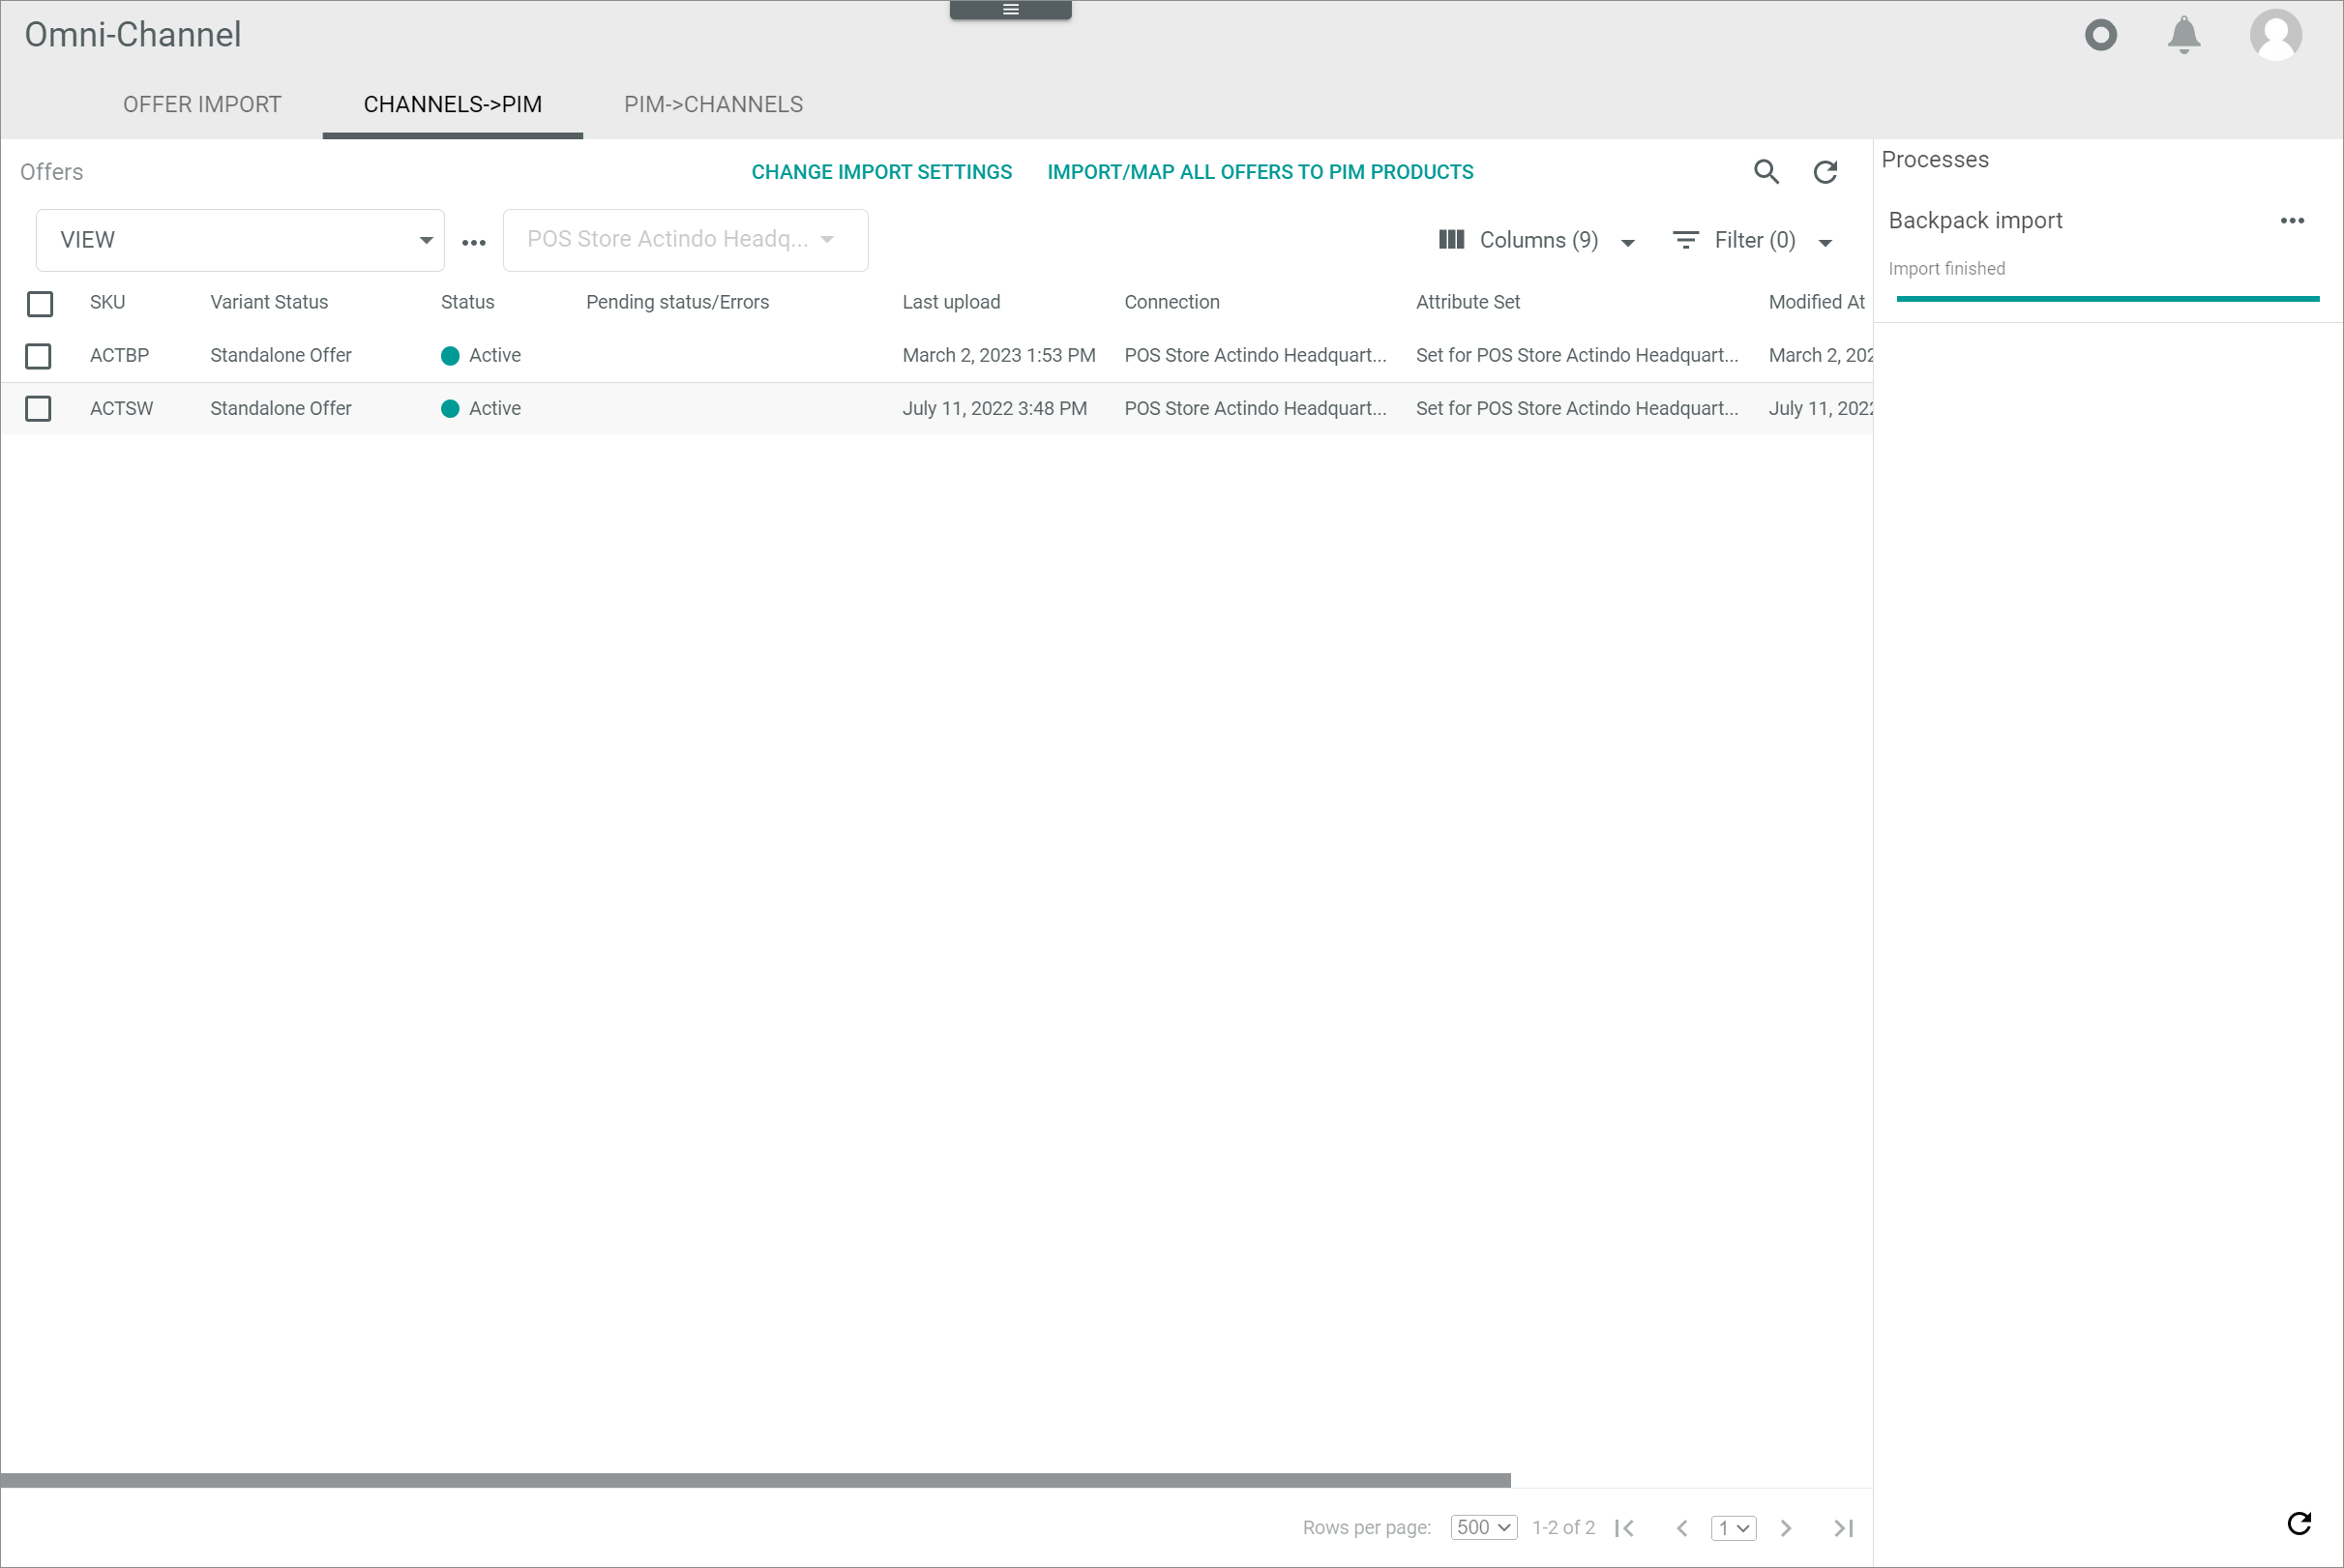 Omni-Channel
OFFER IMPORT CHANNELS->PIM PIM->CHANNELS
Offers CHANGE IMPORT SETTINGS IMPORT/MAP ALL OFFERS TO PIM PRODUCTS
VIEW POS Store Actindo Headq... Columns (9) Filter (0)
SKU Variant Status Status Pending status/Errors Last upload Connection Attribute Set Modified At
ACTBP Standalone Offer Active March 2, 2023 1:53 PM POS Store Actindo Headquart... Set for POS Store Actindo Headquart... March 2, 202
ACTSW Standalone Offer Active July 11, 2022 3:48 PM POS Store Actindo Headquart... Set for POS Store Actindo Headquart... July 11, 2022
Rows per page: 500 1-2 of 2 1
Processes
Backpack import
Import finished